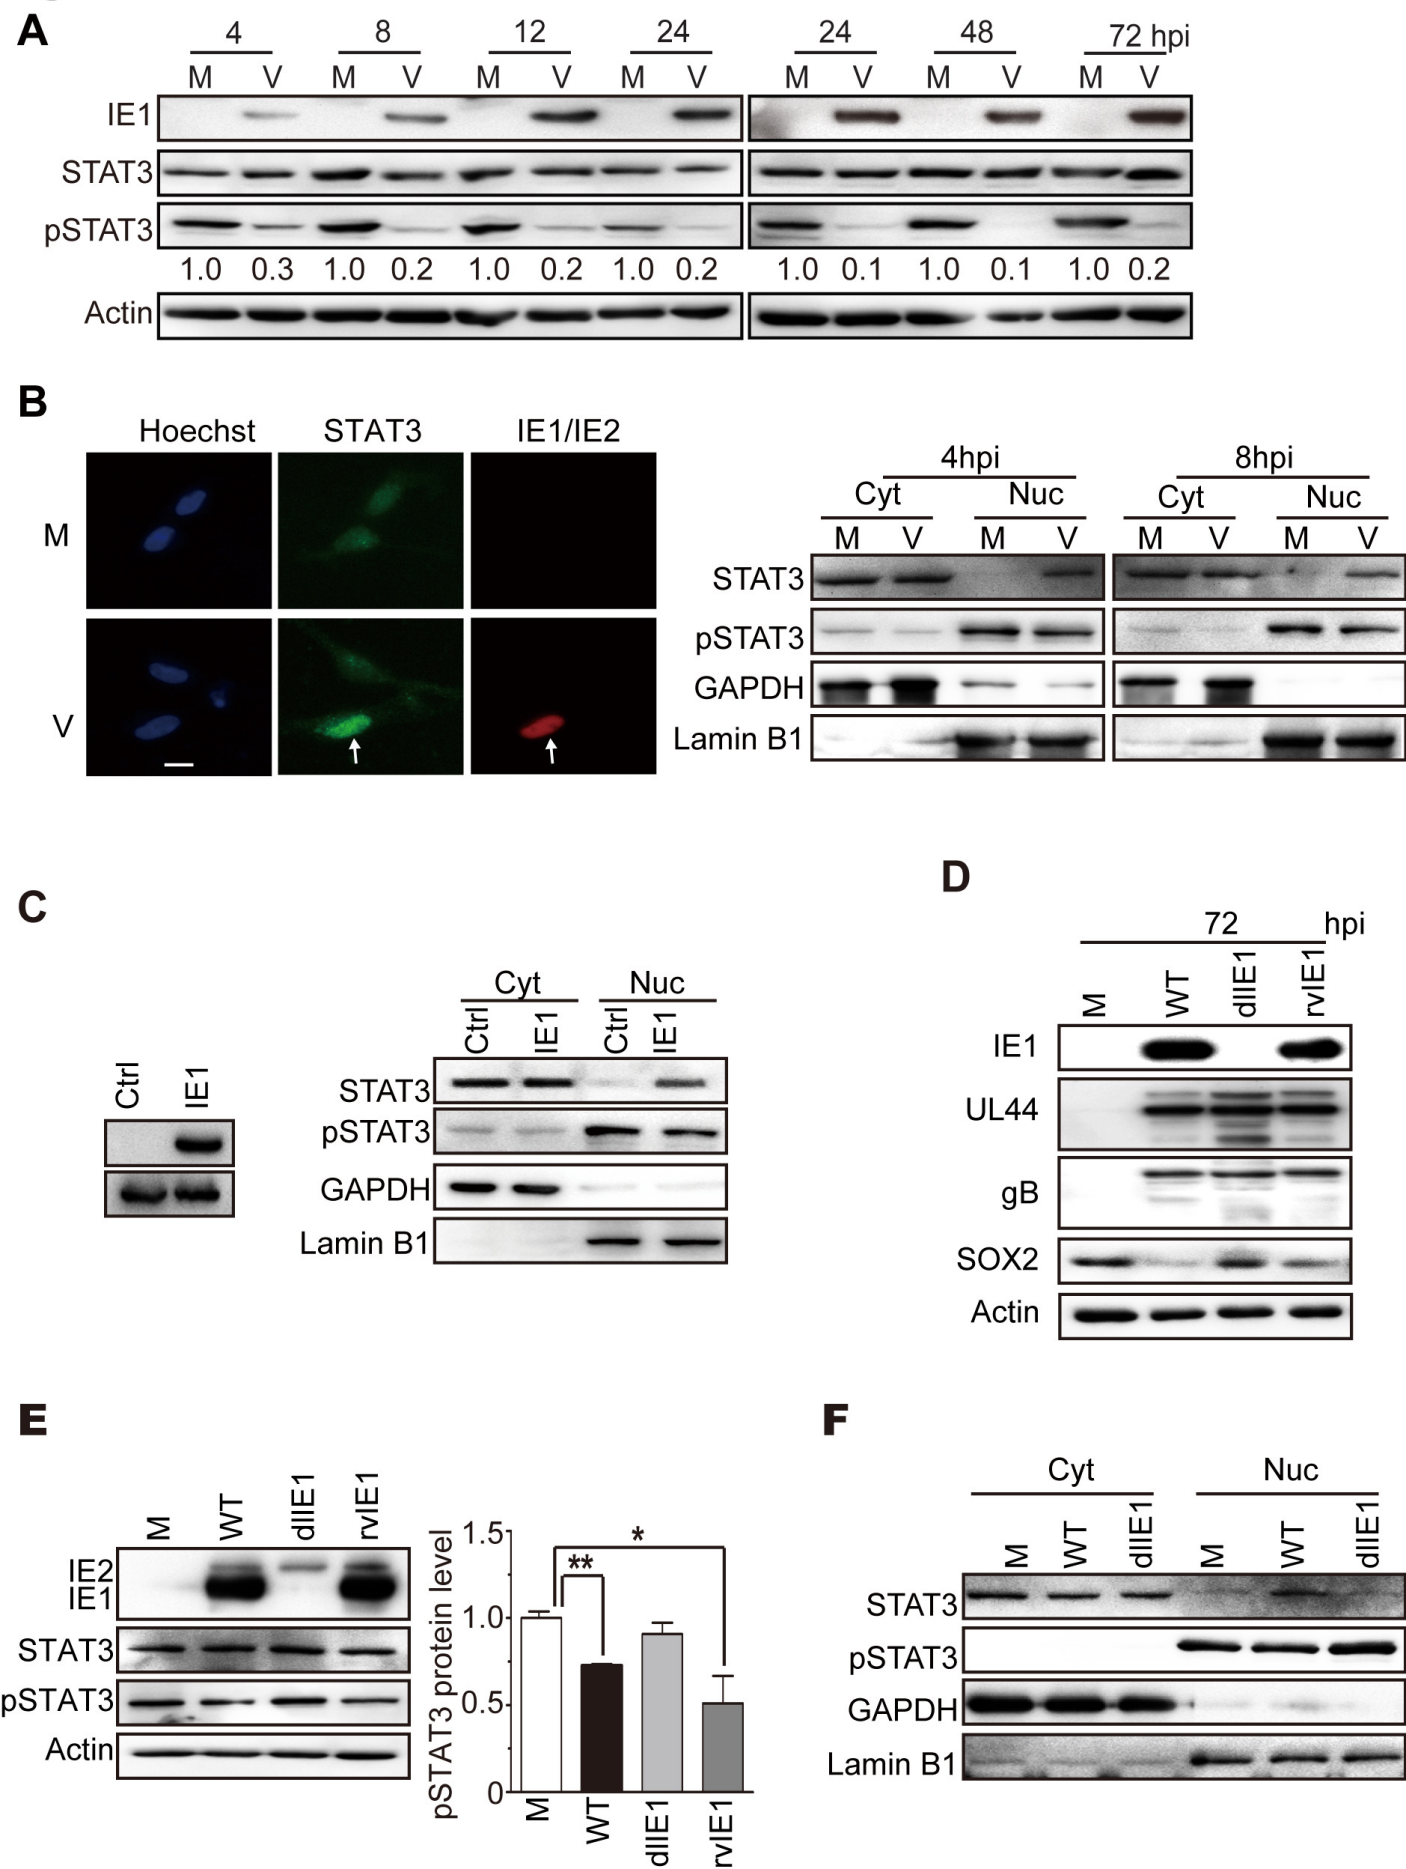 A
4 8 12 24 24 48 72 hpi
M V M V M V M V M V M V M V
IE1
STAT3
pSTAT3
1.0 0.3 1.0 0.2 1.0 0.2 1.0 0.2 1.0 0.1 1.0 0.1 1.0 0.2
Actin
B
Hoechst STAT3 IE1/IE2
M
V
4hpi 8hpi
Cyt Nuc Cyt Nuc
M V M V M V M V
STAT3
pSTAT3
GAPDH
Lamin B1
C
Ctrl IE1
Cyt Nuc
Ctrl IE1 Ctrl IE1
STAT3
pSTAT3
GAPDH
Lamin B1
D
72 hpi
M WT dlIE1 rvIE1
IE1
UL44
gB
SOX2
Actin
E
M WT dlIE1 rvIE1
IE2
IE1
STAT3
pSTAT3
Actin
pSTAT3 protein level
1.5
1.0
0.5
0
* **
M WT dlIE1 rvIE1
F
Cyt Nuc
M WT dlIE1 M WT dlIE1
STAT3
pSTAT3
GAPDH
Lamin B1